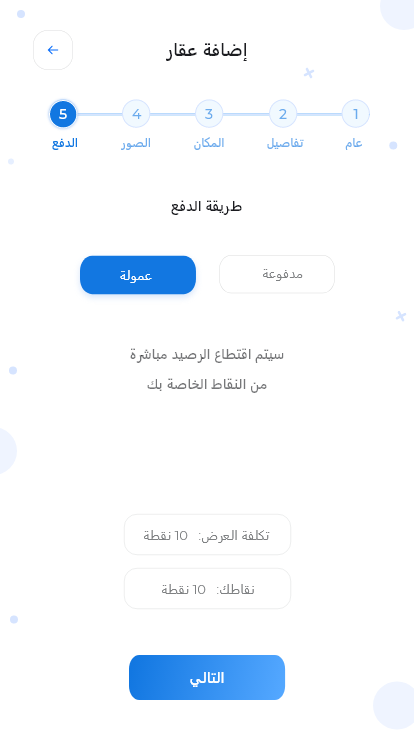 إضافة عقار
1 2 3 4 5
عام تفاصيل المكان الصور الدفع
طريقة الدفع
مدفوعة عمولة
سيتم اقتطاع الرصيد مباشرة
من النقاط الخاصة بك
تكلفة العرض: 10 نقطة
نقاطك: 10 نقطة
التالي